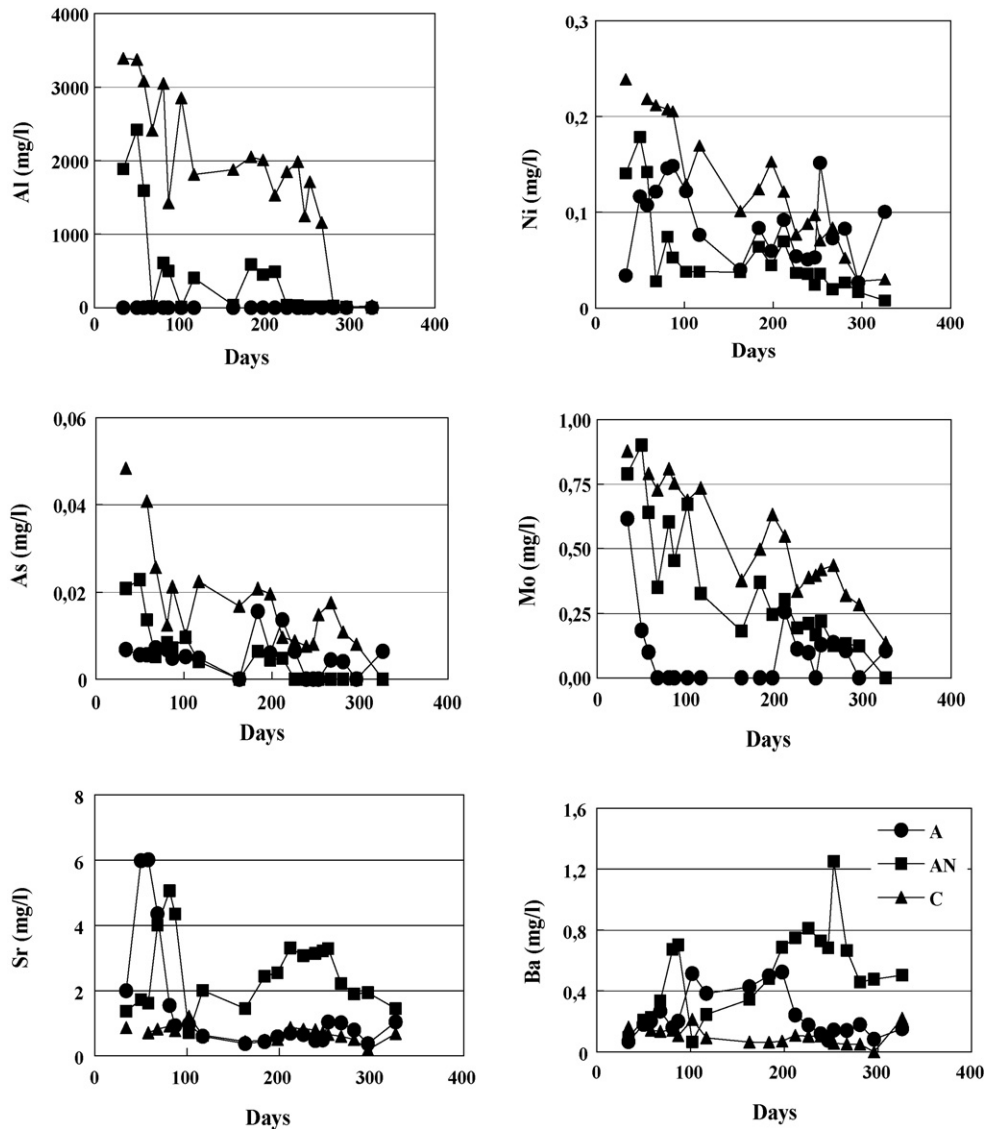 Al (mg/l)
4000
3000
2000
1000
0
0 100 200 300 400
Days
Ni (mg/l)
0,3
0,2
0,1
0
0 100 200 300 400
Days
As (mg/l)
0,06
0,04
0,02
0
0 100 200 300 400
Days
Mo (mg/l)
1,00
0,75
0,50
0,25
0,00
0 100 200 300 400
Days
Sr (mg/l)
8
6
4
2
0
0 100 200 300 400
Days
Ba (mg/l)
1,6
1,2
0,8
0,4
0
0 100 200 300 400
Days
A
AN
C